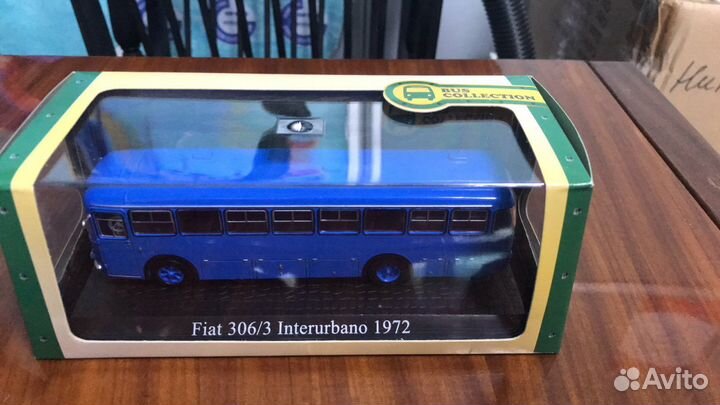 BUS
COLLECTION
Fiat 306/3 Interurbano 1972
Avito